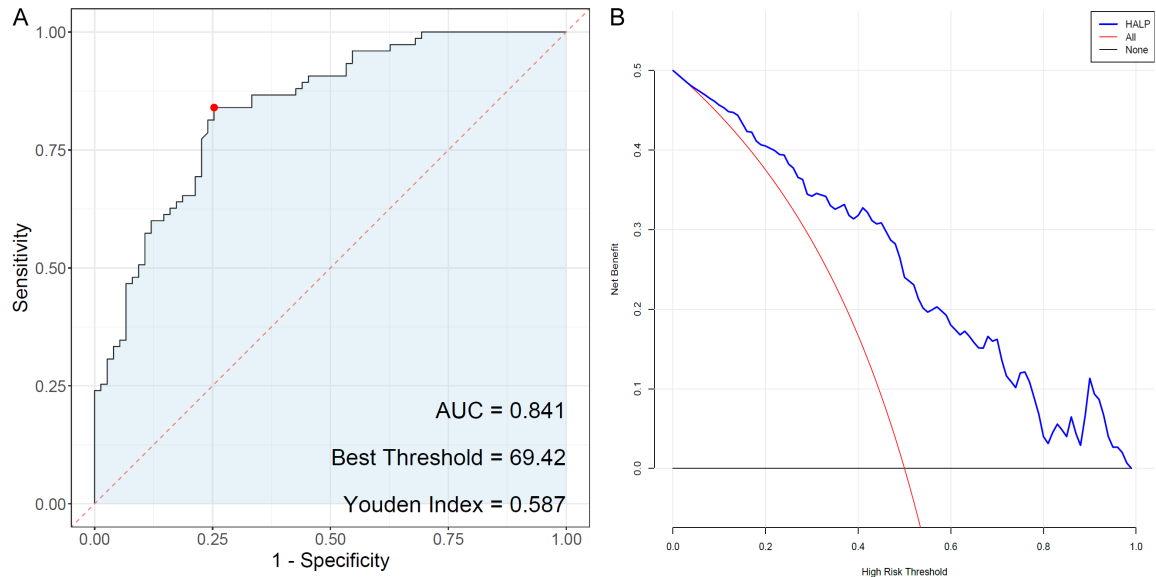 A
1.00
0.75
0.50
0.25
0.00
Sensitivity
AUC = 0.841
Best Threshold = 69.42
Youden Index = 0.587
0.00 0.25 0.50 0.75 1.00
1 - Specificity
B
HALP
All
None
0.5
0.4
0.3
0.2
0.1
0.0
Net Benefit
0.0 0.2 0.4 0.6 0.8 1.0
High Risk Threshold